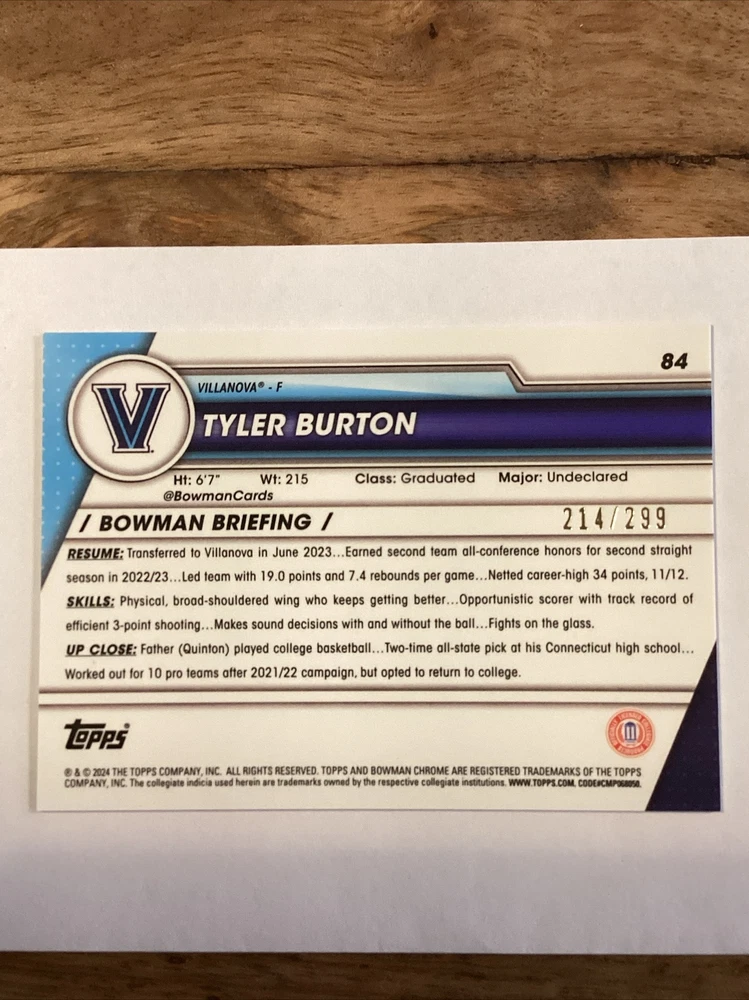 84
VILLANOVA® - F
V
TYLER BURTON
Ht: 6'7" Wt: 215 Class: Graduated Major: Undeclared
@BowmanCards
/ BOWMAN BRIEFING / 214/299
RESUME: Transferred to Villanova in June 2023...Earned second team all-conference honors for second straight
season in 2022/23...Led team with 19.0 points and 7.4 rebounds per game...Netted career-high 34 points, 11/12.
SKILLS: Physical, broad-shouldered wing who keeps getting better...Opportunistic scorer with track record of
efficient 3-point shooting...Makes sound decisions with and without the ball...Fights on the glass.
UP CLOSE: Father (Quinton) played college basketball...Two-time all-state pick at his Connecticut high school...
Worked out for 10 pro teams after 2021/22 campaign, but opted to return to college.
Topps®
® & © 2024 THE TOPPS COMPANY, INC. ALL RIGHTS RESERVED. TOPPS AND BOWMAN CHROME ARE REGISTERED TRADEMARKS OF THE TOPPS
COMPANY, INC. The collegiate indicia used herein are trademarks owned by the respective collegiate institutions. WWW.TOPPS.COM. CODE#CMP068050.